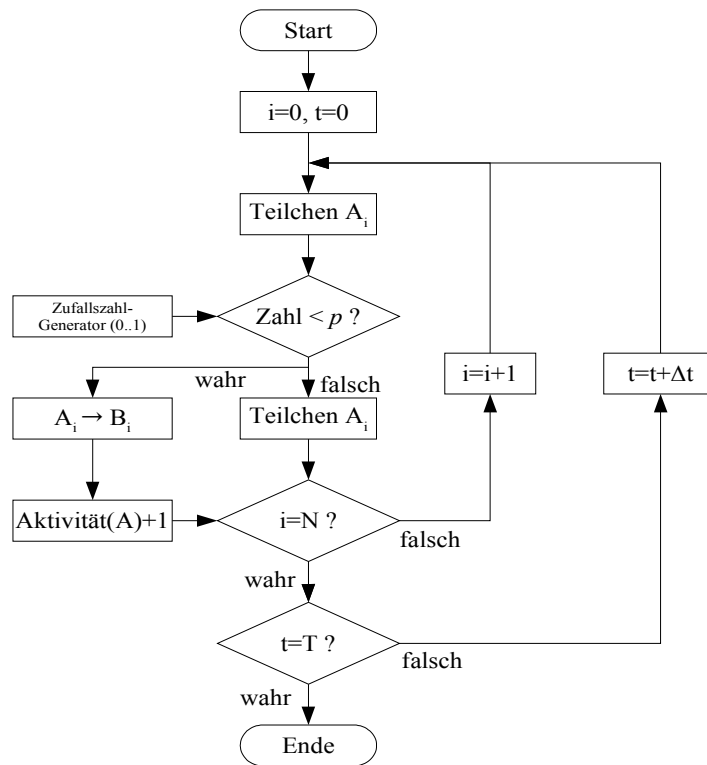 Start
i=0, t=0
Teilchen Aᵢ
Zufallszahl-
Generator (0..1)
Zahl < p ?
wahr
falsch
i=i+1
t=t+Δt
Aᵢ → Bᵢ
Teilchen Aᵢ
Aktivität(A)+1
i=N ?
falsch
wahr
t=T ?
falsch
wahr
Ende